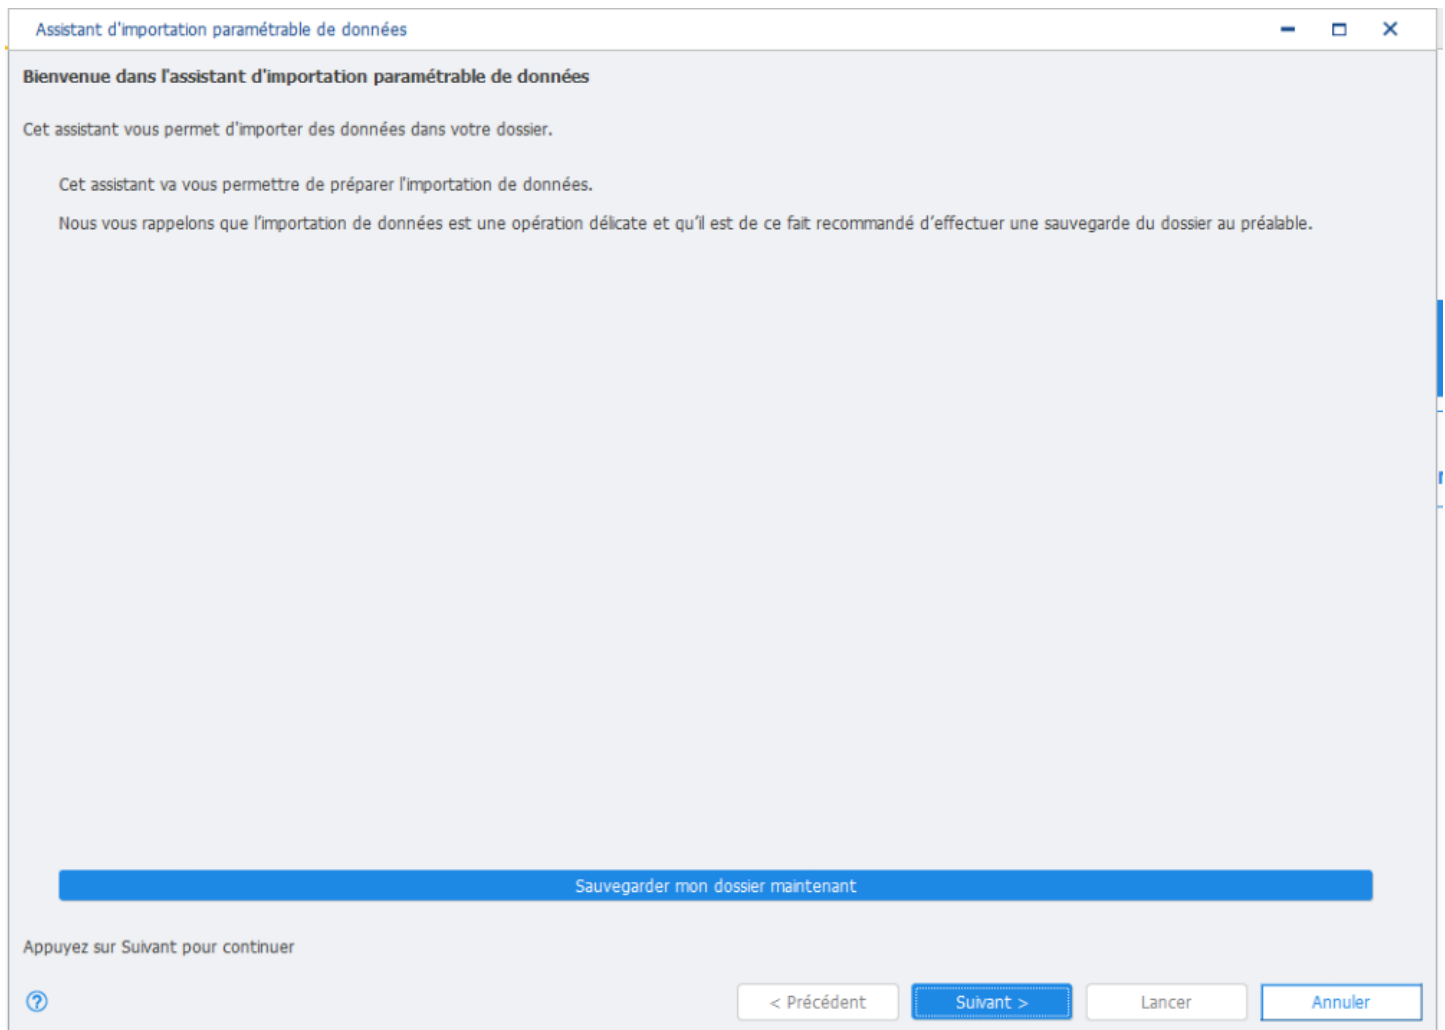 Assistant d'importation paramétrable de données
Bienvenue dans l'assistant d'importation paramétrable de données
Cet assistant vous permet d'importer des données dans votre dossier.
Cet assistant va vous permettre de préparer l'importation de données.
Nous vous rappelons que l’importation de données est une opération délicate et qu’il est de ce fait recommandé d’effectuer une sauvegarde du dossier au préalable.
Sauvegarder mon dossier maintenant
Appuyez sur Suivant pour continuer
< Précédent
Suivant >
Lancer
Annuler